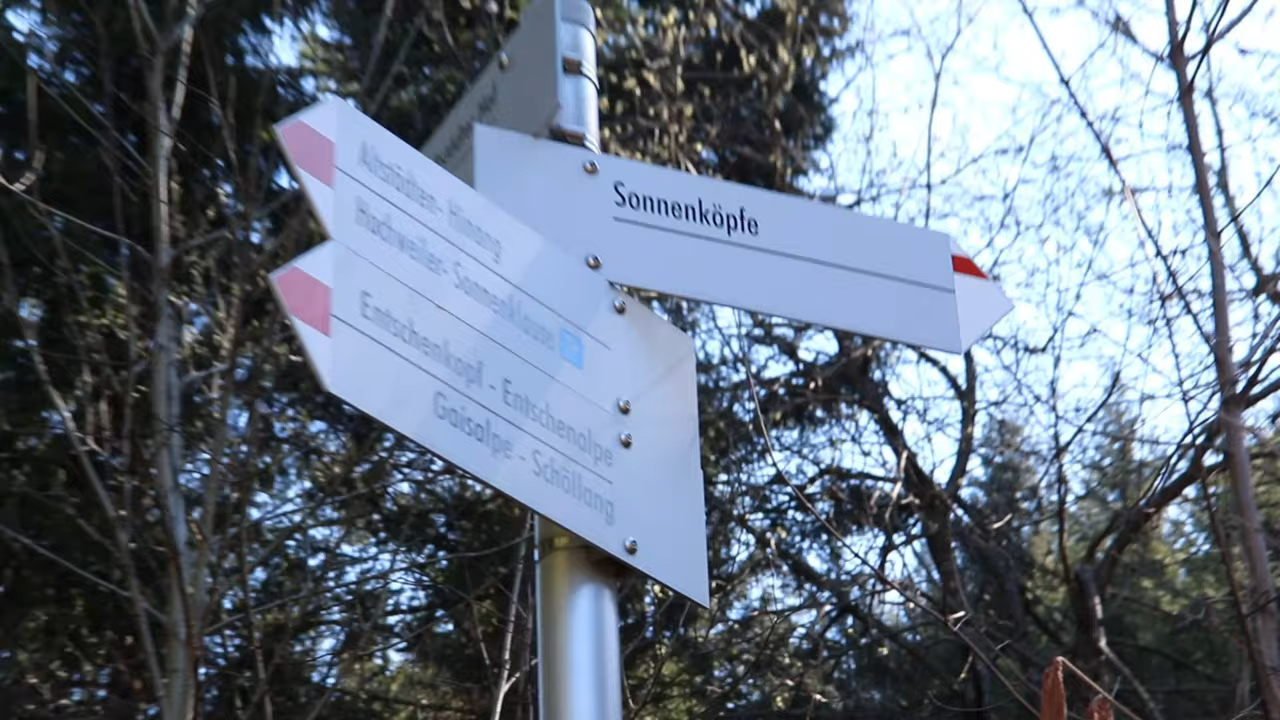 Sonnenköpfe
Altstädten - Hinang
Hochweiler - Sonnenklause
Entschenkopf - Entschenalpe
Gaisalpe - Schöllang